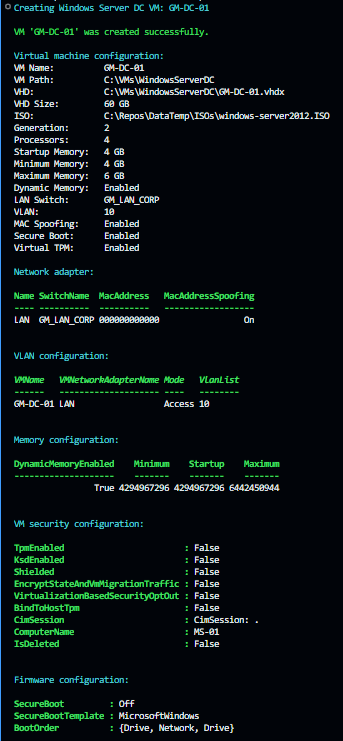 Creating Windows Server DC VM: GM-DC-01
VM 'GM-DC-01' was created successfully.
Virtual machine configuration:
VM Name: GM-DC-01
VM Path: C:\VMs\WindowsServerDC
VHD: C:\VMs\WindowsServerDC\GM-DC-01.vhdx
VHD Size: 60 GB
ISO: C:\Repos\DataTemp\ISOs\windows-server2012.ISO
Generation: 2
Processors: 4
Startup Memory: 4 GB
Minimum Memory: 4 GB
Maximum Memory: 6 GB
Dynamic Memory: Enabled
LAN Switch: GM_LAN_CORP
VLAN: 10
MAC Spoofing: Enabled
Secure Boot: Enabled
Virtual TPM: Enabled
Network adapter:
Name SwitchName MacAddress MacAddressSpoofing
---- ---------- ---------- ------------------
LAN GM_LAN_CORP 000000000000 On
VLAN configuration:
VMName VMNetworkAdapterName Mode VlanList
------ -------------------- ---- --------
GM-DC-01 LAN Access 10
Memory configuration:
DynamicMemoryEnabled Minimum Startup Maximum
-------------------- ------- ------- -------
True 4294967296 4294967296 6442450944
VM security configuration:
TpmEnabled : False
KsdEnabled : False
Shielded : False
EncryptStateAndVmMigrationTraffic : False
VirtualizationBasedSecurityOptOut : False
BindToHostTpm : False
CimSession : CimSession: .
ComputerName : MS-01
IsDeleted : False
Firmware configuration:
SecureBoot : Off
SecureBootTemplate : MicrosoftWindows
BootOrder : {Drive, Network, Drive}